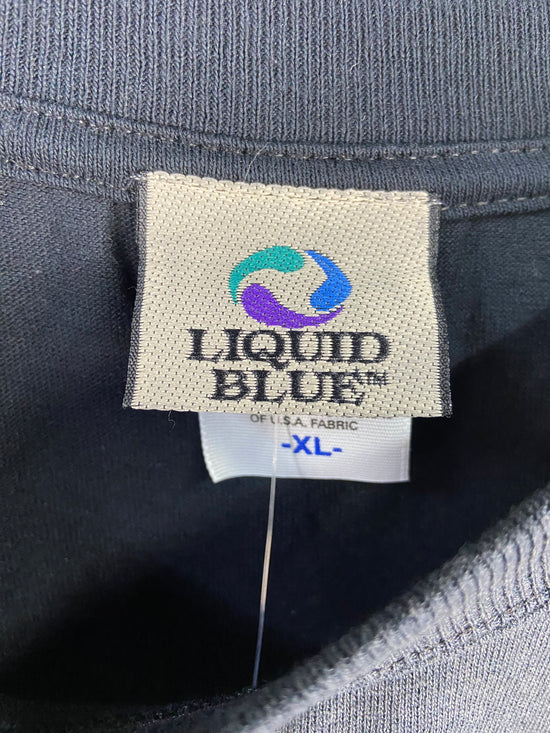 LIQUID
BLUE™
OF U.S.A. FABRIC
-XL-